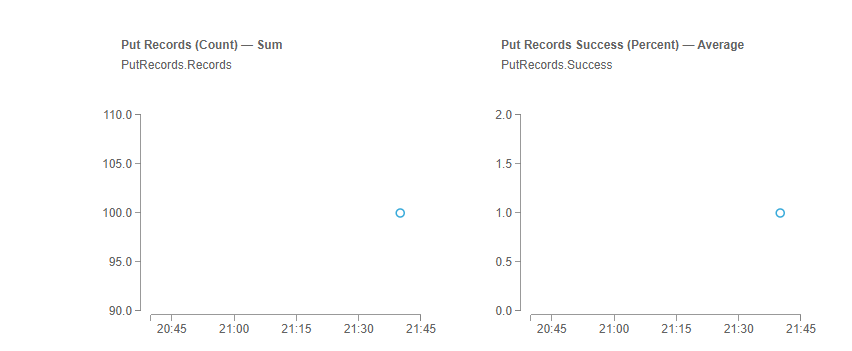 Put Records (Count) — Sum
PutRecords.Records
110.0
105.0
100.0
95.0
90.0
20:45 21:00 21:15 21:30 21:45
Put Records Success (Percent) — Average
PutRecords.Success
2.0
1.5
1.0
0.5
0.0
20:45 21:00 21:15 21:30 21:45